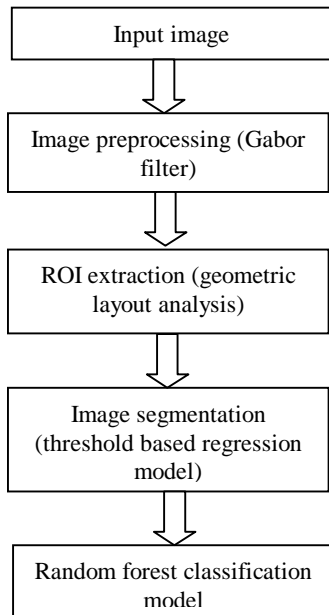 Input image
Image preprocessing (Gabor
filter)
ROI extraction (geometric
layout analysis)
Image segmentation
(threshold based regression
model)
Random forest classification
model